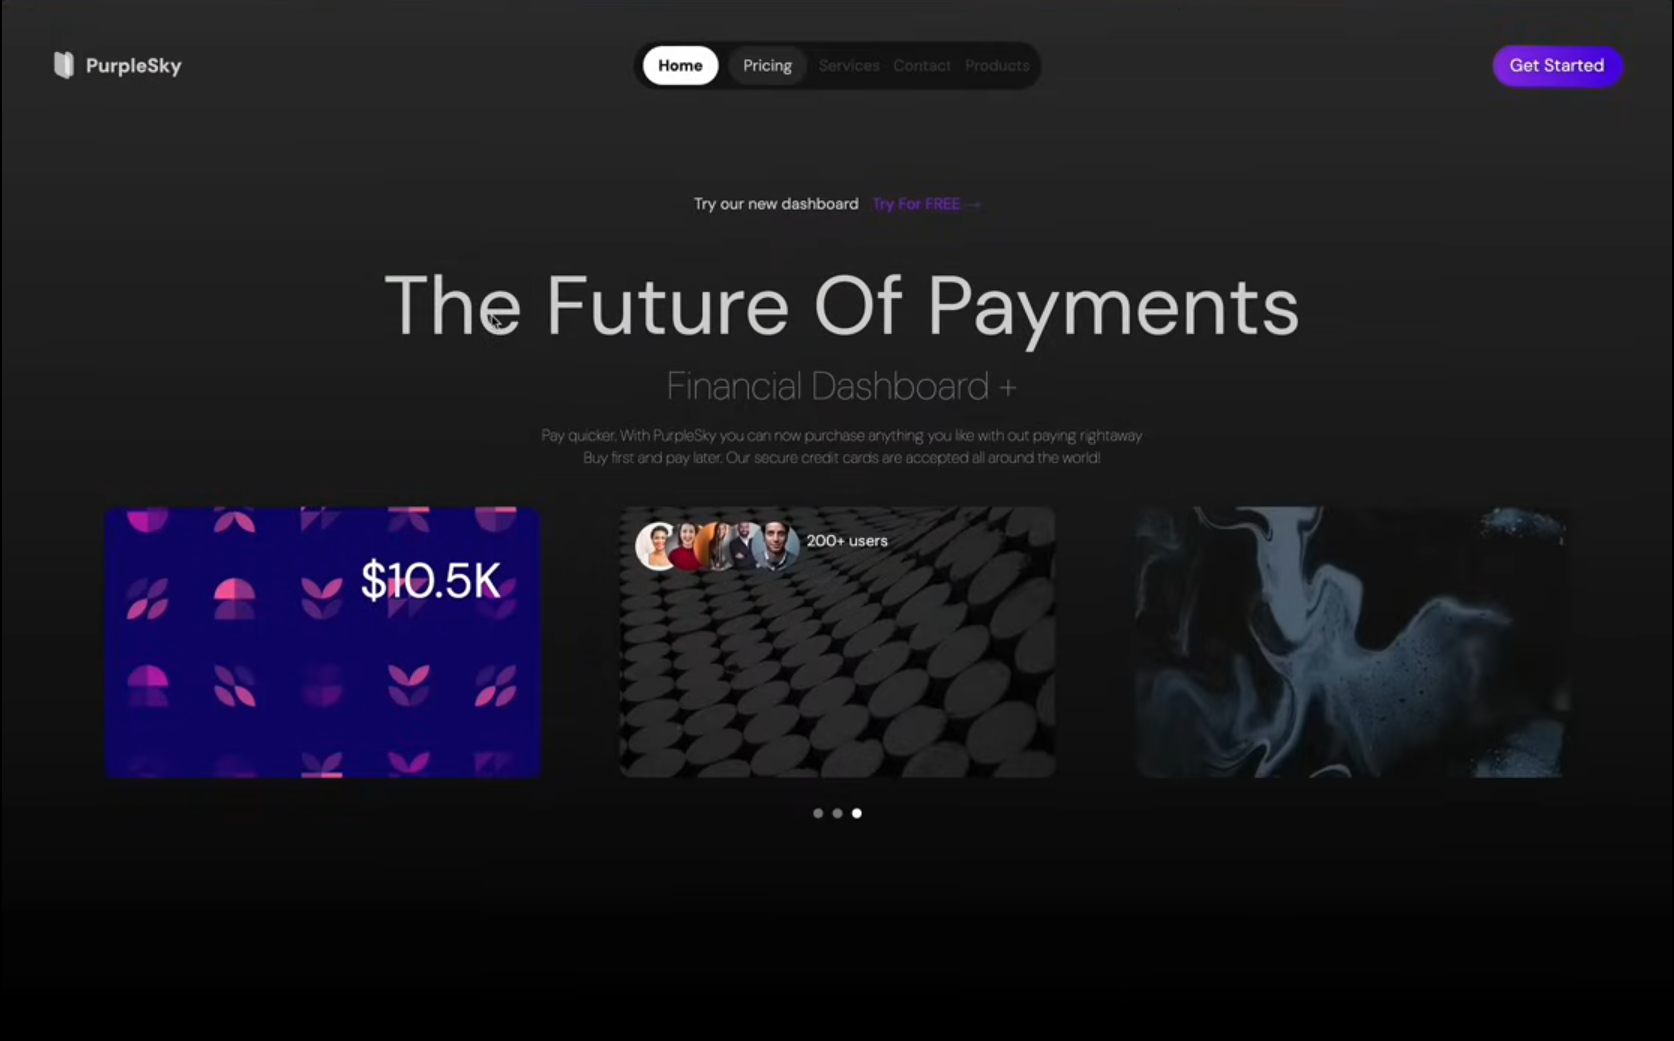 PurpleSky
Home Pricing Services Contact Products
Get Started
Try our new dashboard Try For FREE →
The Future Of Payments
Financial Dashboard +
Pay quicker. With PurpleSky you can now purchase anything you like with out paying rightaway
Buy first and pay later. Our secure credit cards are accepted all around the world!
$10.5K
200+ users